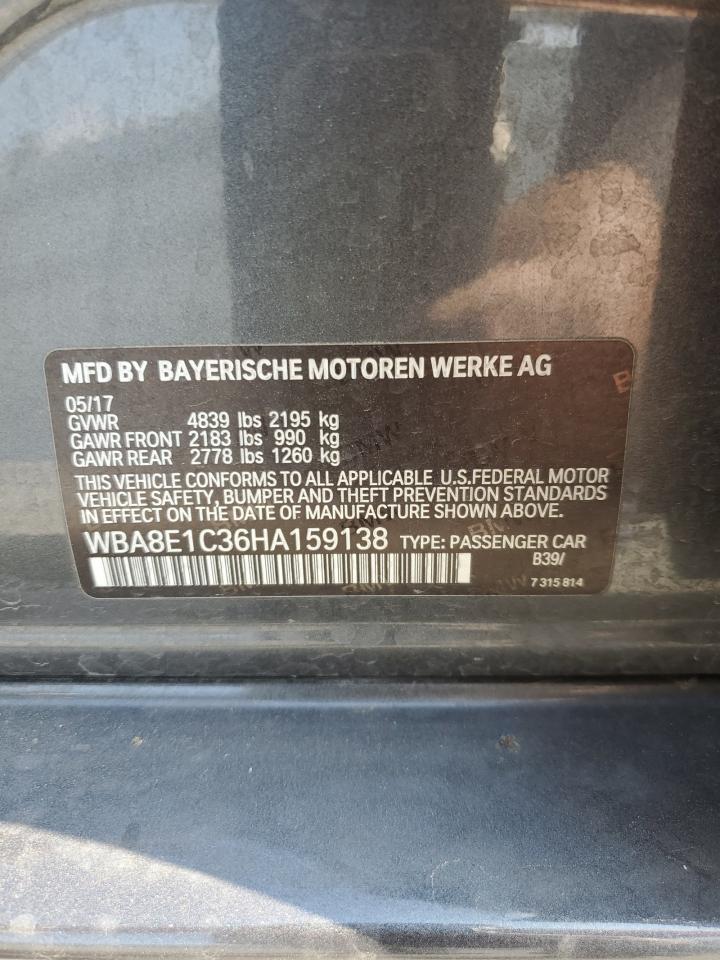 MFD BY BAYERISCHE MOTOREN WERKE AG
05/17
GVWR 4839 lbs 2195 kg
GAWR FRONT 2183 lbs 990 kg
GAWR REAR 2778 lbs 1260 kg
THIS VEHICLE CONFORMS TO ALL APPLICABLE U.S.FEDERAL MOTOR
VEHICLE SAFETY, BUMPER AND THEFT PREVENTION STANDARDS
IN EFFECT ON THE DATE OF MANUFACTURE SHOWN ABOVE.
WBA8E1C36HA159138 TYPE: PASSENGER CAR
B39/
7 315 814